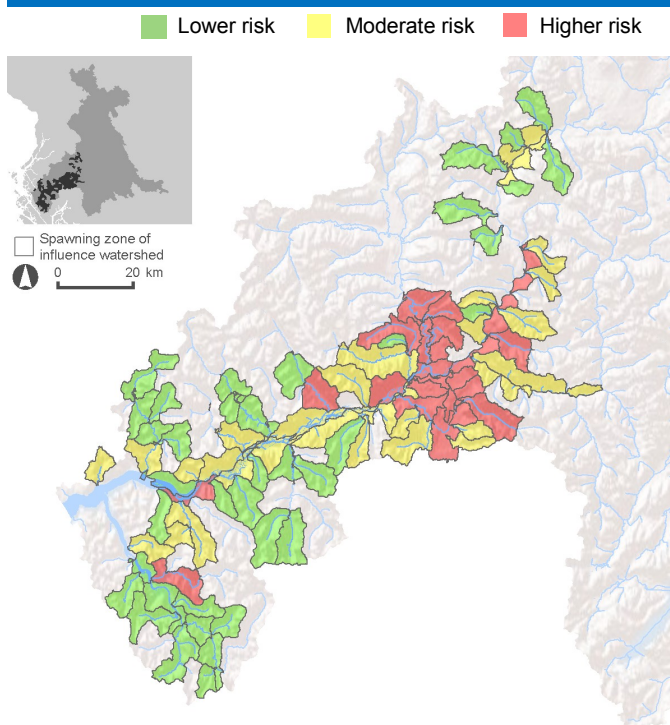 Lower risk
Moderate risk
Higher risk
Spawning zone of
influence watershed
0
20 km